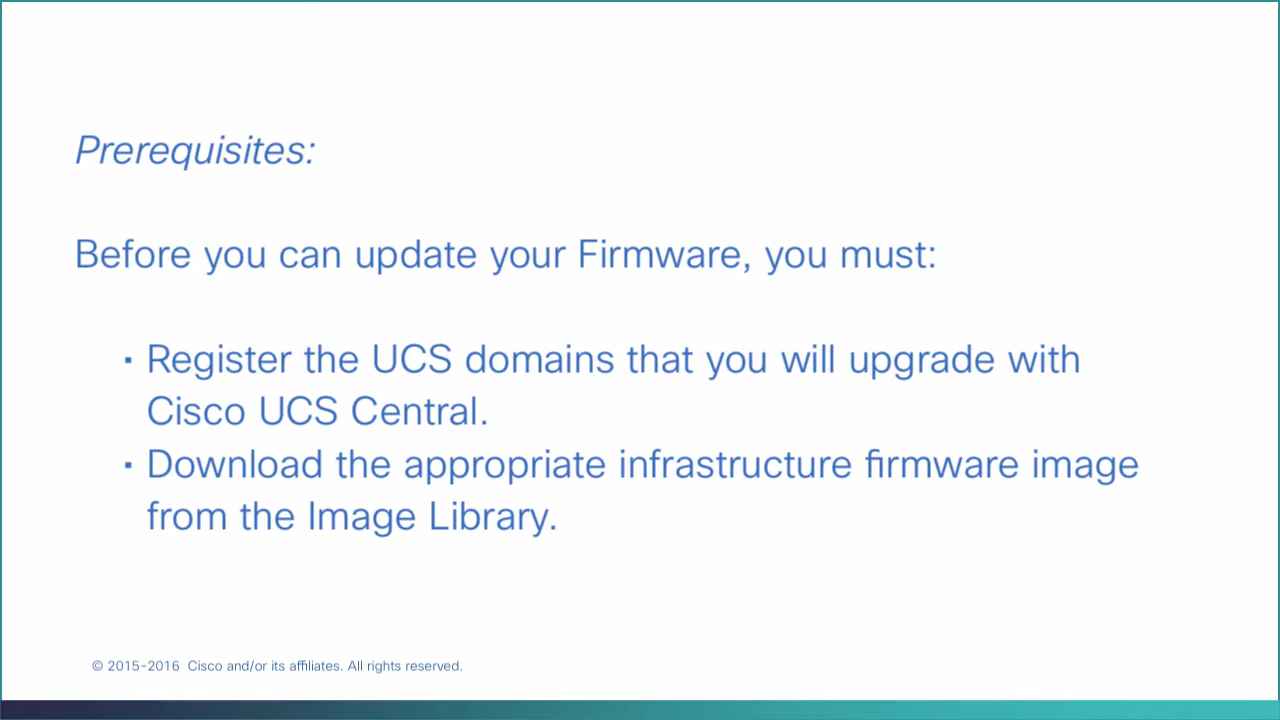 Prerequisites:
Before you can update your Firmware, you must:
▪ Register the UCS domains that you will upgrade with
Cisco UCS Central.
▪ Download the appropriate infrastructure firmware image
from the Image Library.
© 2015-2016 Cisco and/or its affiliates. All rights reserved.